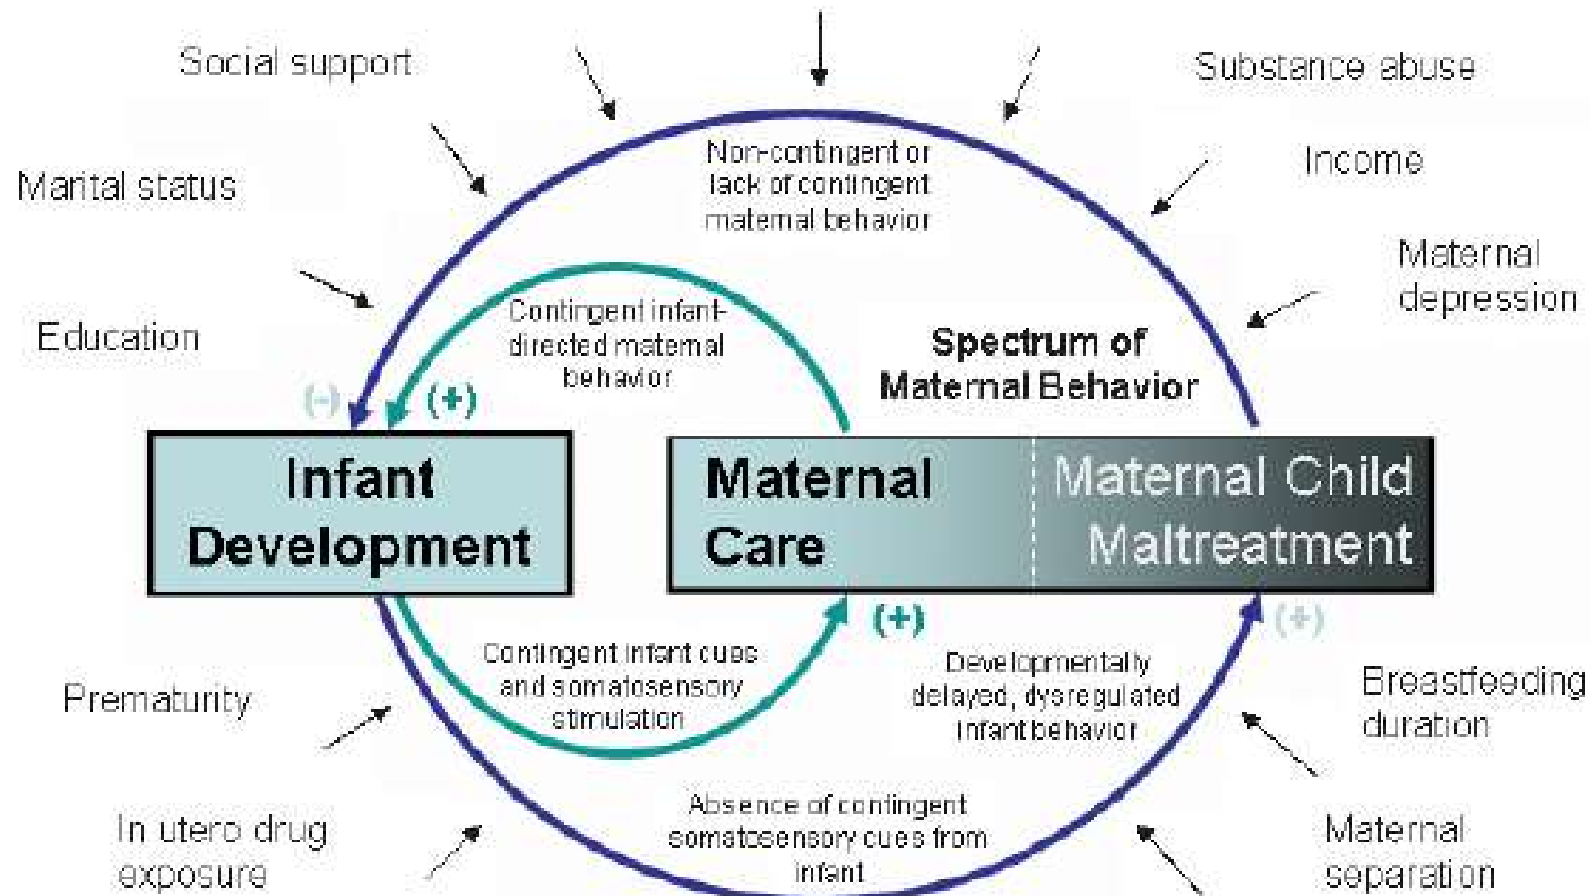 Social support
Substance abuse
Non-contingent or
lack of contingent
maternal behavior
Income
Marital status
Maternal
depression
Contingent infant-
directed maternal
behavior
Education
Spectrum of
Maternal Behavior
(-)
(+)
Infant
Development
Maternal
Care
Maternal Child
Maltreatment
(+)
(+)
Contingent infant cues
and somatosensory
stimulation
Developmentally
delayed, dysregulated
infant behavior
Prematurity
Breastfeeding
duration
Absence of contingent
somatosensory cues from
infant
In utero drug
exposure
Maternal
separation